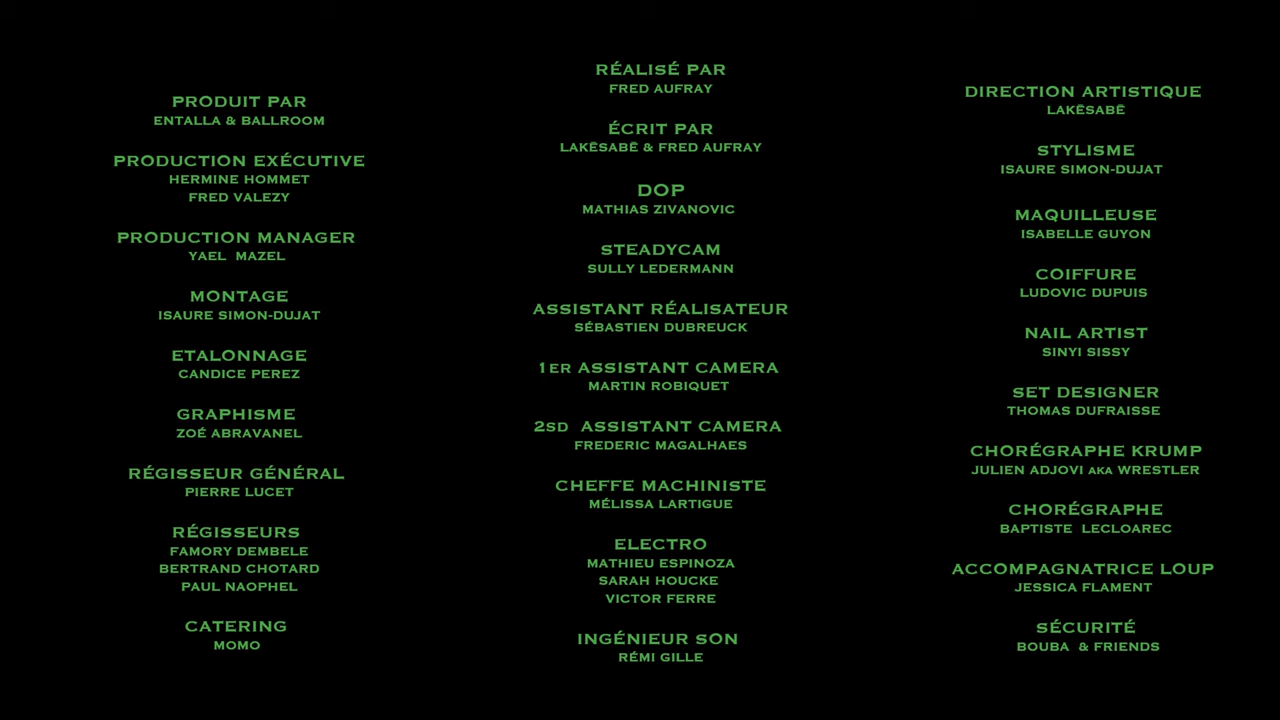 PRODUIT PAR
ENTALLA & BALLROOM
PRODUCTION EXÉCUTIVE
HERMINE HOMMET
FRED VALEZY
PRODUCTION MANAGER
YAEL MAZEL
MONTAGE
ISAURE SIMON-DUJAT
ETALONNAGE
CANDICE PEREZ
GRAPHISME
ZOÉ ABRAVANEL
RÉGISSEUR GÉNÉRAL
PIERRE LUCET
RÉGISSEURS
FAMORY DEMBELE
BERTRAND CHOTARD
PAUL NAOPHEL
CATERING
MOMO
RÉALISÉ PAR
FRED AUFRAY
ÉCRIT PAR
LAKĒSABĒ & FRED AUFRAY
DOP
MATHIAS ZIVANOVIC
STEADYCAM
SULLY LEDERMANN
ASSISTANT RÉALISATEUR
SÉBASTIEN DUBREUCK
1ER ASSISTANT CAMERA
MARTIN ROBIQUET
2SD ASSISTANT CAMERA
FREDERIC MAGALHAES
CHEFFE MACHINISTE
MÉLISSA LARTIGUE
ELECTRO
MATHIEU ESPINOZA
SARAH HOUCKE
VICTOR FERRE
INGÉNIEUR SON
RÉMI GILLE
DIRECTION ARTISTIQUE
LAKĒSABĒ
STYLISME
ISAURE SIMON-DUJAT
MAQUILLEUSE
ISABELLE GUYON
COIFFURE
LUDOVIC DUPUIS
NAIL ARTIST
SINYI SISSY
SET DESIGNER
THOMAS DUFRAISSE
CHORÉGRAPHE KRUMP
JULIEN ADJOVI AKA WRESTLER
CHORÉGRAPHE
BAPTISTE LECLOAREC
ACCOMPAGNATRICE LOUP
JESSICA FLAMENT
SÉCURITÉ
BOUBA & FRIENDS